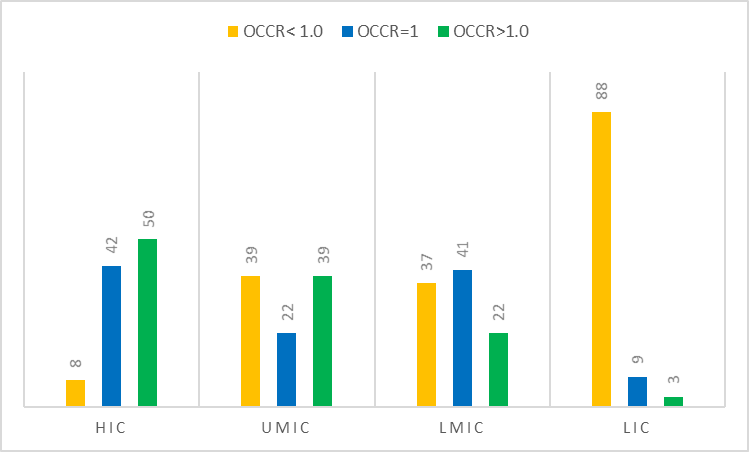 OCCR< 1.0 OCCR=1 OCCR>1.0
8 42 50 39 22 39 37 41 22 88 9 3
HIC UMIC LMIC LIC